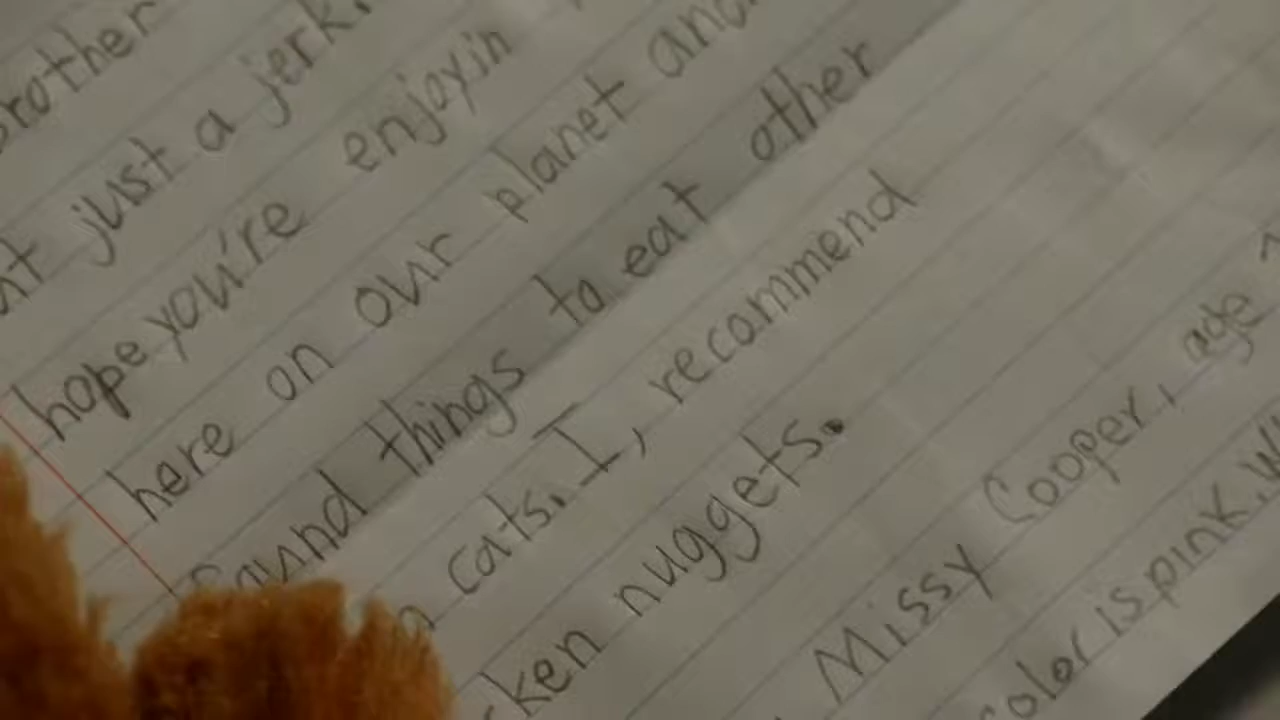 brother
just a jerk.
hope you're enjoyin
here on our planet and
found things to eat other
cats. I, recommend
ken nuggets.
Missy Cooper, age
color is pink. W